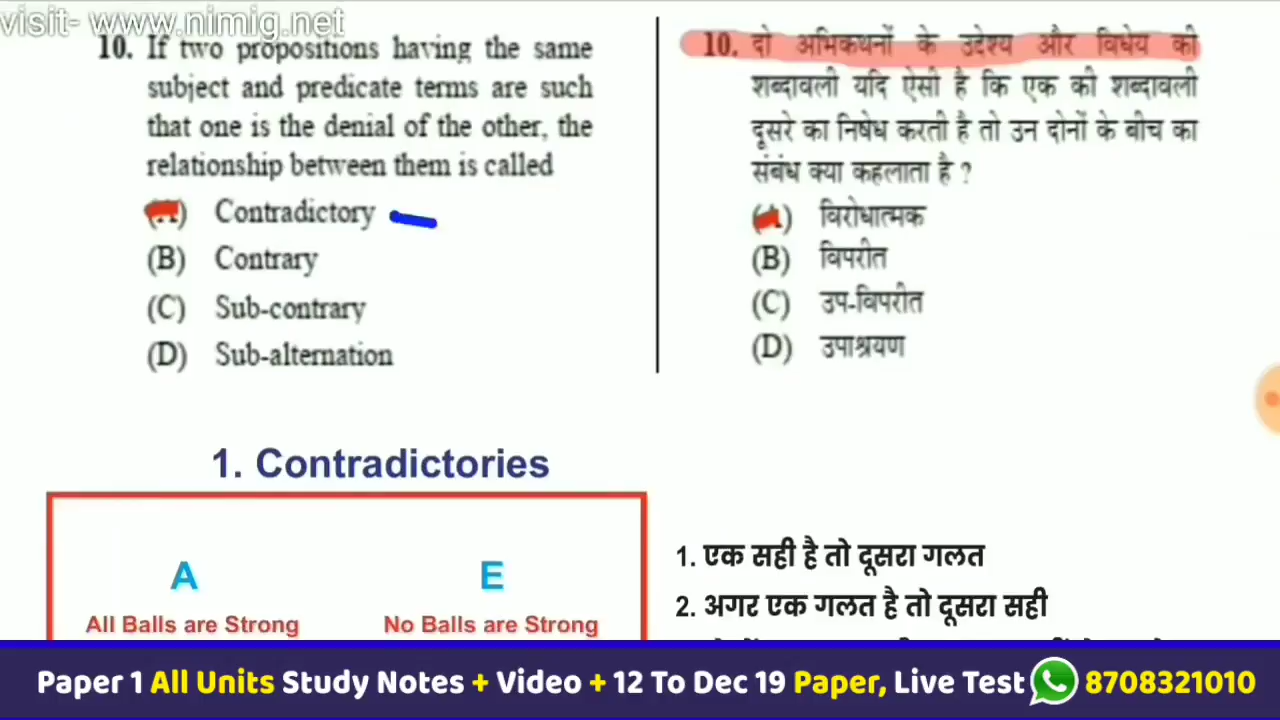 visit- www.nimig.net
10. If two propositions having the same
subject and predicate terms are such
that one is the denial of the other, the
relationship between them is called
Contradictory
(B) Contrary
(C) Sub-contrary
(D) Sub-alternation
10. दो अभिकथनों के उदेश्य और विधेय की
शब्दावली यदि ऐसी है कि एक की शब्दावली
दूसरे का निषेध करती है तो उन दोनों के बीच का
संबंध क्या कहलाता है ?
विरोधात्मक
(B) विपरीत
(C) उप-विपरीत
(D) उपाश्रयण
1. Contradictories
A E
All Balls are Strong No Balls are Strong
1. एक सही है तो दूसरा गलत
2. अगर एक गलत है तो दूसरा सही
Paper 1 All Units Study Notes + Video + 12 To Dec 19 Paper, Live Test 8708321010